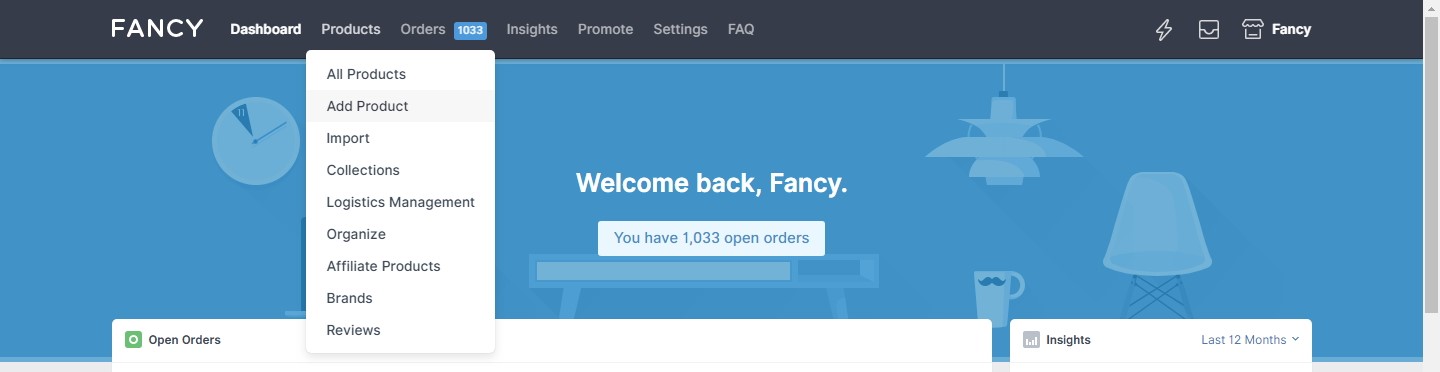 FANCY Dashboard Products Orders 1033 Insights Promote Settings FAQ Fancy
All Products
Add Product
Import
Collections
Logistics Management
Organize
Affiliate Products
Brands
Reviews
Welcome back, Fancy.
You have 1,033 open orders
Open Orders
Insights Last 12 Months